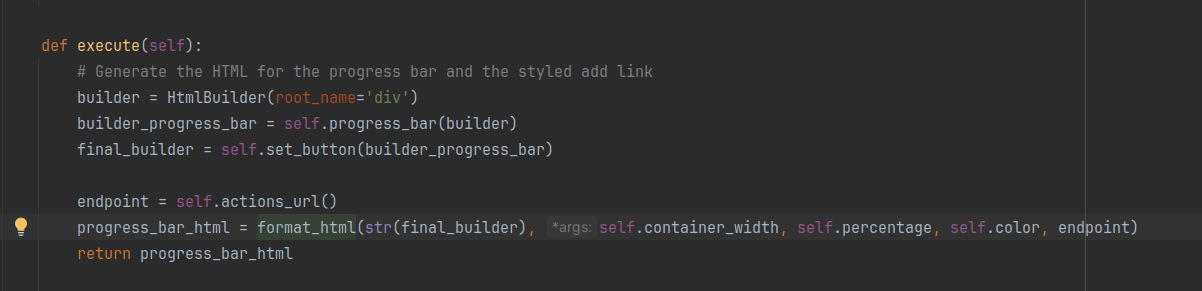 def execute(self):
    # Generate the HTML for the progress bar and the styled add link
    builder = HtmlBuilder(root_name='div')
    builder_progress_bar = self.progress_bar(builder)
    final_builder = self.set_button(builder_progress_bar)
    endpoint = self.actions_url()
    progress_bar_html = format_html(str(final_builder), *args: self.container_width, self.percentage, self.color, endpoint)
    return progress_bar_html